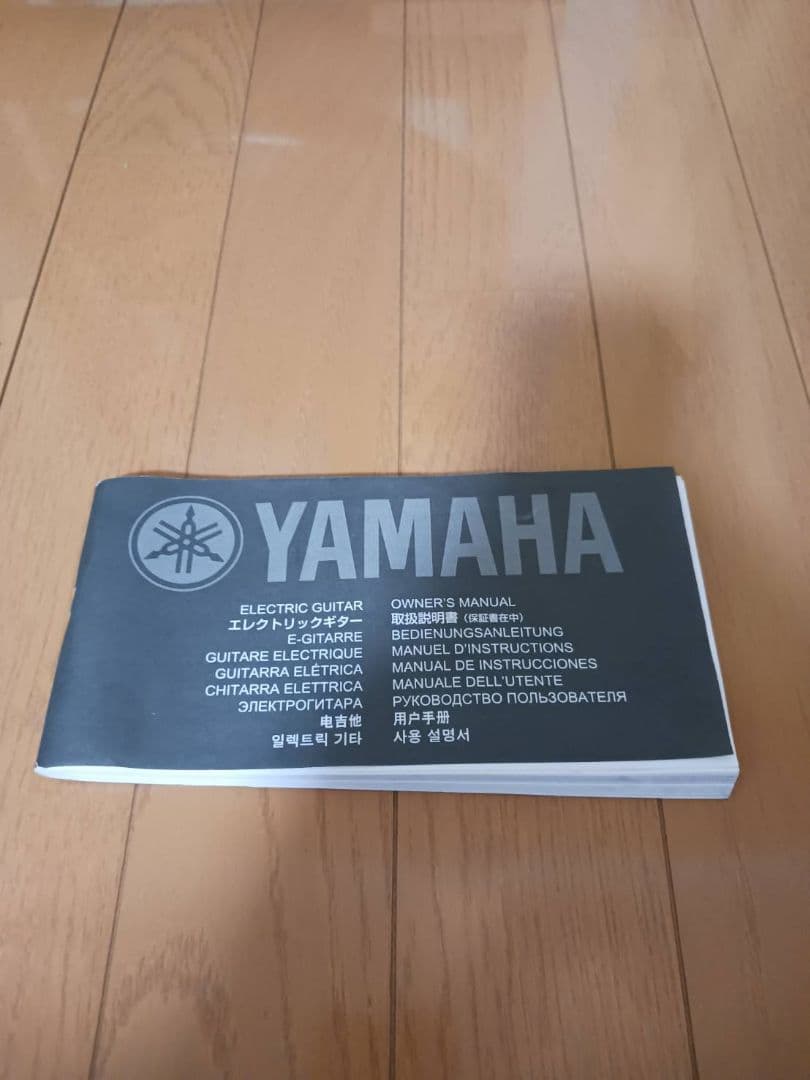 YAMAHA
ELECTRIC GUITAR OWNER'S MANUAL
エレクトリックギター 取扱説明書 (保証書在中)
E-GITARRE BEDIENUNGSANLEITUNG
GUITARE ELECTRIQUE MANUEL D'INSTRUCTIONS
GUITARRA ELÉTRICA MANUAL DE INSTRUCCIONES
CHITARRA ELETTRICA MANUALE DELL'UTENTE
ЭЛЕКТРОГИТАРА РУКОВОДСТВО ПОЛЬЗОВАТЕЛЯ
电吉他 用户手册
일렉트릭 기타 사용 설명서